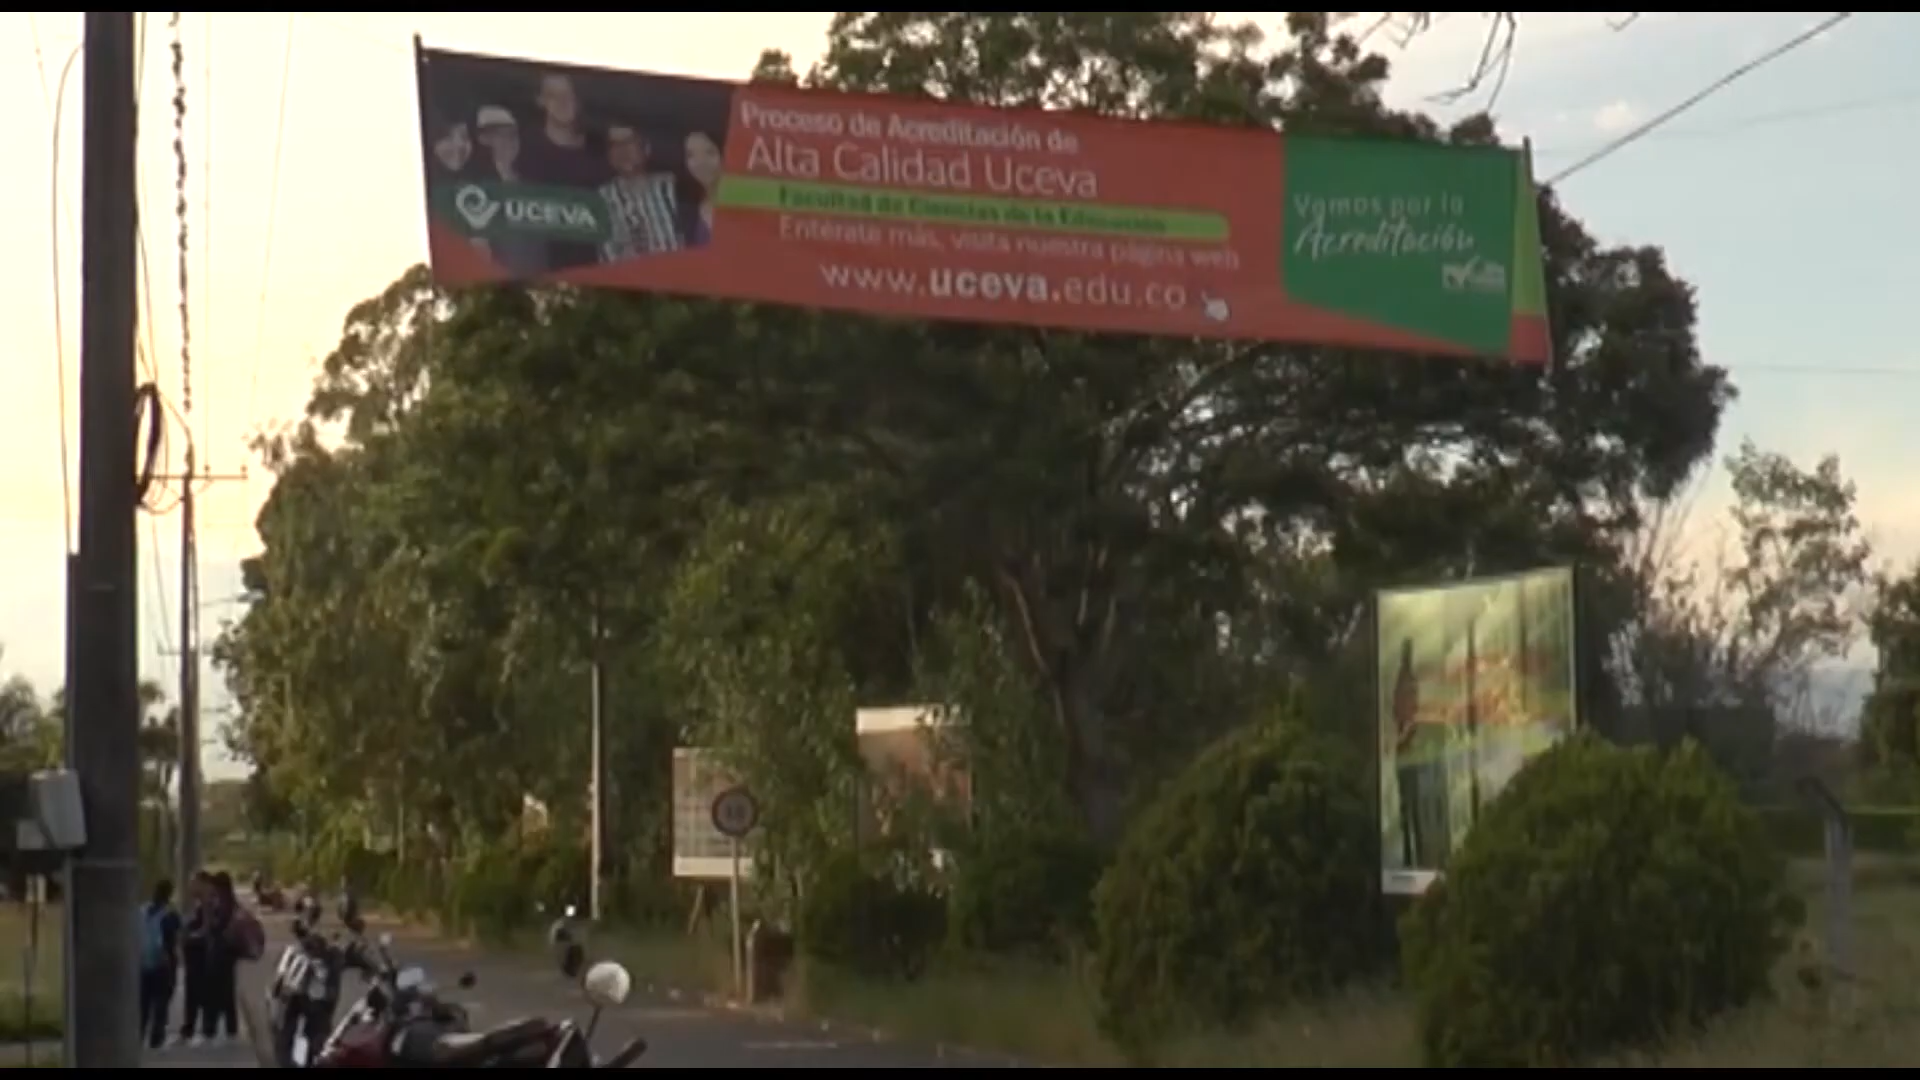 UCEVA
Proceso de Acreditación de
Alta Calidad Uceva
Facultad de Ciencias de la Educación
Entérate más, visita nuestra página web
www.uceva.edu.co
Vamos por la
Acreditación